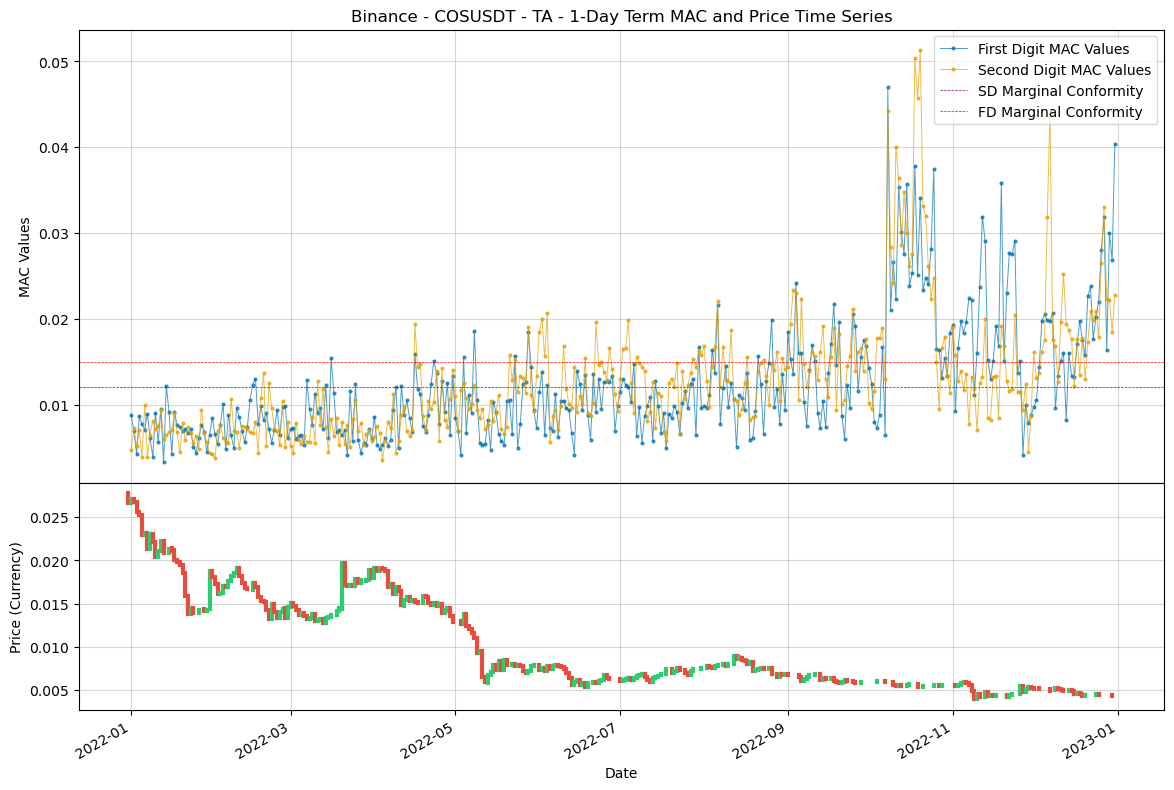 Binance - COSUSDT - TA - 1-Day Term MAC and Price Time Series
First Digit MAC Values
Second Digit MAC Values
SD Marginal Conformity
FD Marginal Conformity
MAC Values
0.05
0.04
0.03
0.02
0.01
Price (Currency)
0.025
0.020
0.015
0.010
0.005
2022-01
2022-03
2022-05
2022-07
2022-09
2022-11
2023-01
Date